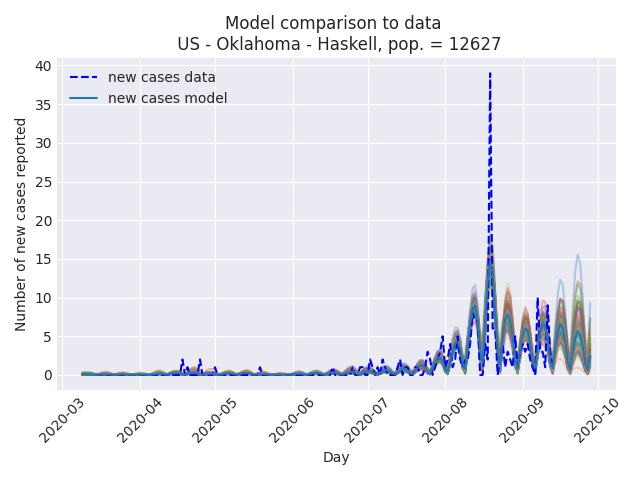 Model comparison to data
US - Oklahoma - Haskell, pop. = 12627
new cases data
new cases model
Number of new cases reported
40
35
30
25
20
15
10
5
0
2020-03
2020-04
2020-05
2020-06
2020-07
2020-08
2020-09
2020-10
Day